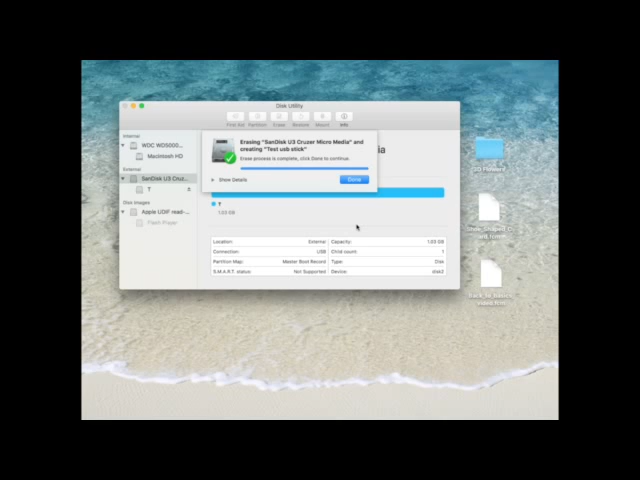 Disk Utility
First Aid Partition Erase Restore Mount Info
Internal
WDC WD5000...
Macintosh HD
External
SanDisk U3 Cruz...
T
Disk Images
Apple UDIF read-...
Flash Player
Erasing "SanDisk U3 Cruzer Micro Media" and
creating "Test usb stick"
Erase process is complete, click Done to continue.
Show Details
Done
T
1.03 GB
Location: External
Capacity: 1.03 GB
Connection: USB
Child count: 1
Partition Map: Master Boot Record
Type: Disk
S.M.A.R.T. status: Not Supported
Device: disk2
Back_to_basics